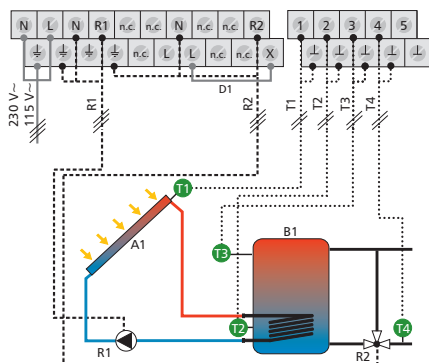 N L N R1 n.c. n.c. N n.c. n.c. R2
n.c. N L L n.c. X
1 2 3 4 5
D1
230 V~
115 V~
R1
R2
T1
T2
T3
T4
T1
A1
B1
T3
T2
T4
R1
R2